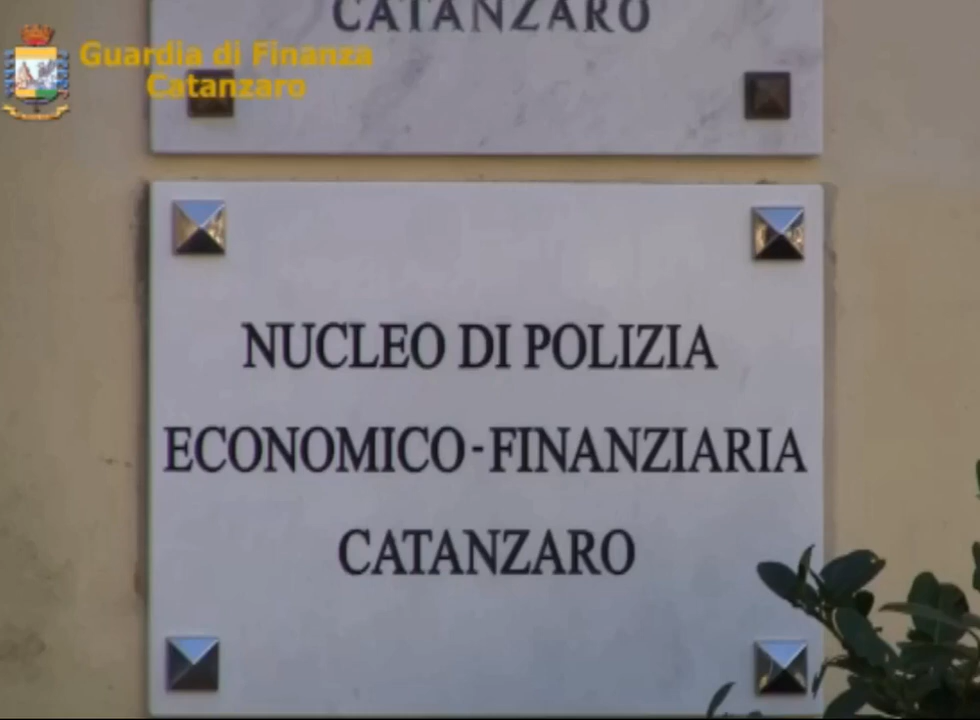 CATANZARO
Guardia di Finanza
Catanzaro
NUCLEO DI POLIZIA
ECONOMICO-FINANZIARIA
CATANZARO